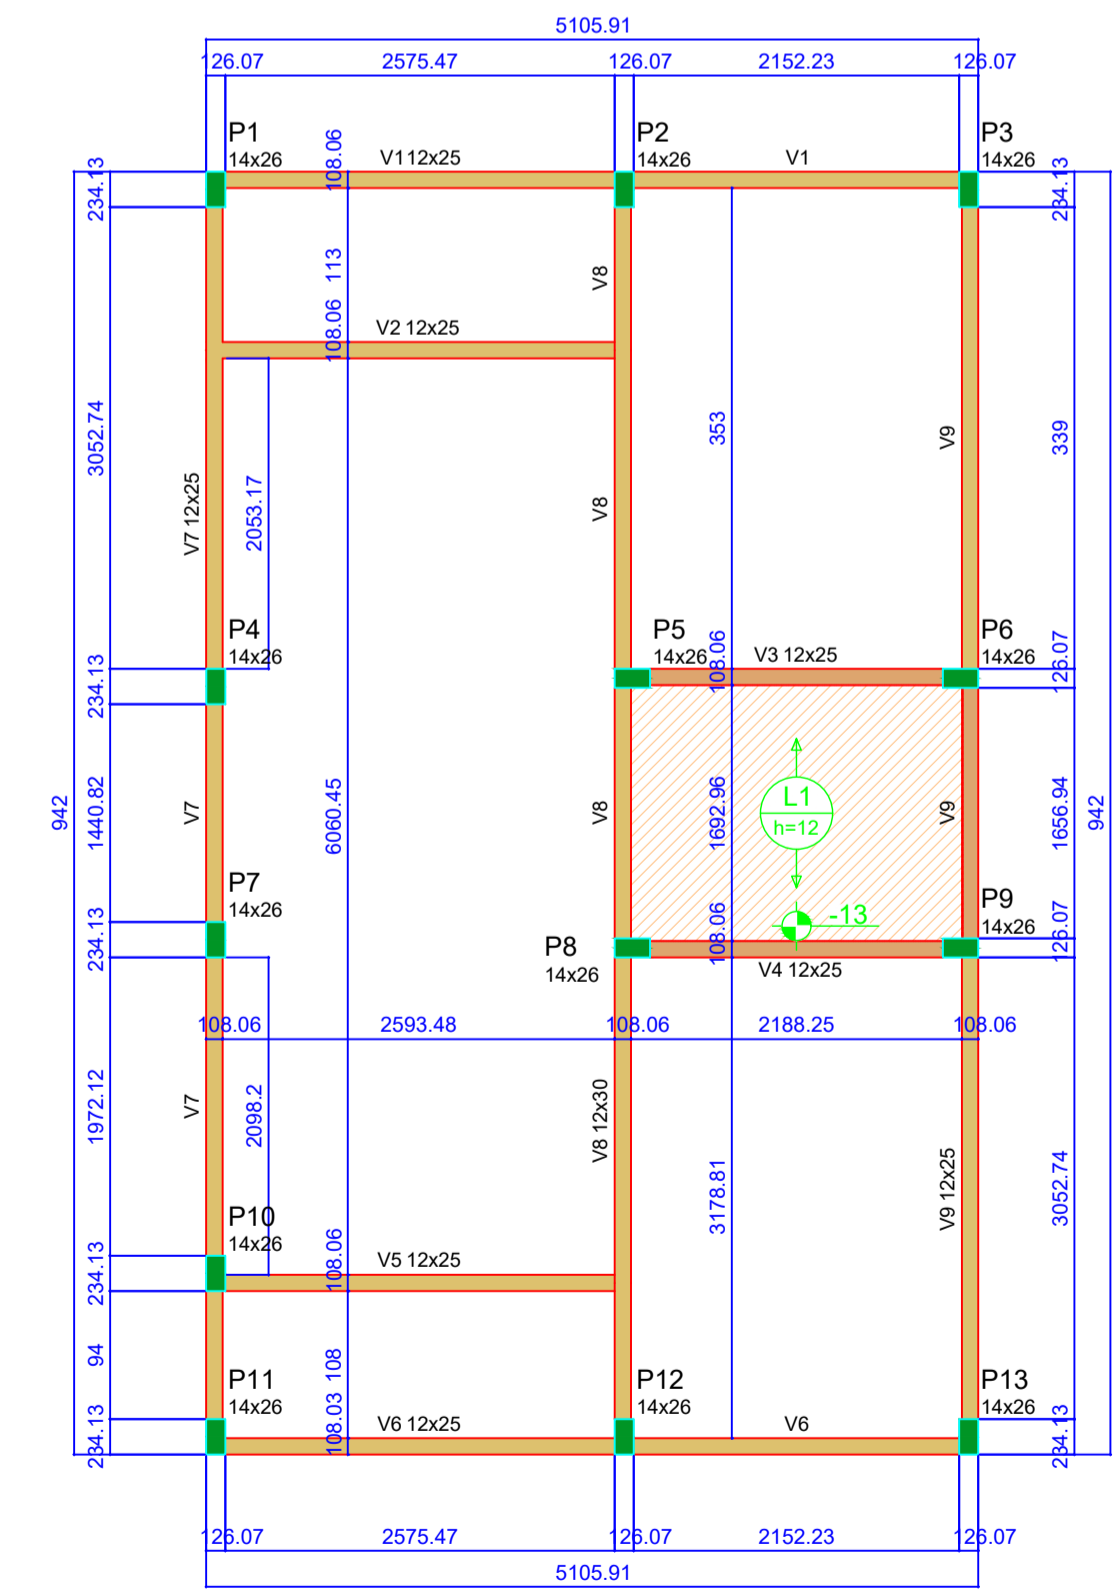 5105.91
126.07 2575.47 126.07 2152.23 126.07
P1
14x26
108.06
V112x25
P2
14x26
V1
P3
14x26
234.13
234.13
113
V8
108.06
V2 12x25
3052.74
V7 12x25
2053.17
353
V8
V9
339
P4
14x26
P5
14x26
108.06
V3 12x25
P6
14x26
234.13
126.07
942
1440.82
V7
6060.45
V8
1692.96
L1
h=12
V9
1656.94
942
P7
14x26
234.13
P8
14x26
108.06
-13
V4 12x25
P9
14x26
126.07
108.06 2593.48 108.06 2188.25 108.06
1972.12
V7
2098.2
V8 12x30
3178.81
V9 12x25
3052.74
P10
14x26
234.13
108.06
V5 12x25
94
108
P11
14x26
P12
14x26
P13
14x26
234.13
108.03
V6 12x25
V6
234.13
126.07 2575.47 126.07 2152.23 126.07
5105.91